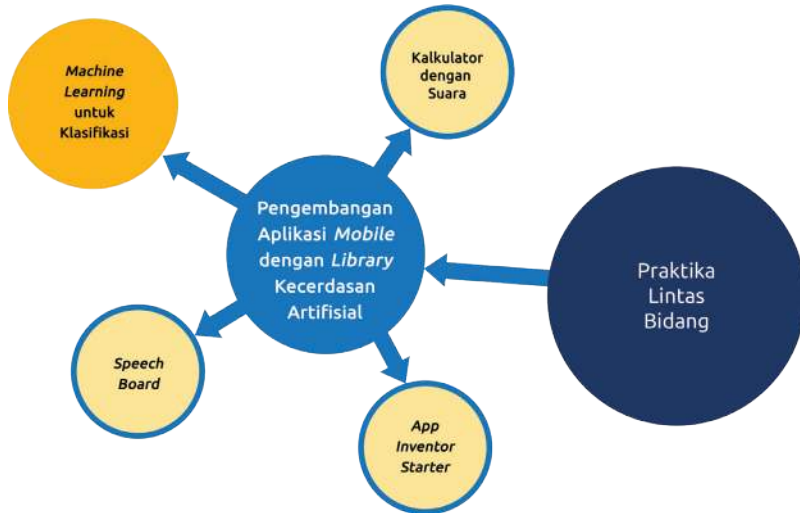 Machine
Learning
untuk
Klasifikasi
Kalkulator
dengan
Suara
Pengembangan
Aplikasi Mobile
dengan Library
Kecerdasan
Artifisial
Praktika
Lintas
Bidang
Speech
Board
App
Inventor
Starter